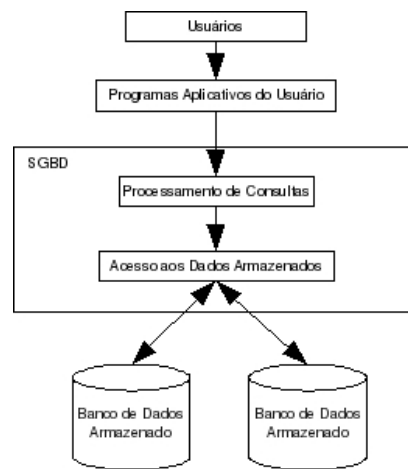 Usuários
Programas Aplicativos do Usuário
SGBD
Processamento de Consultas
Acesso aos Dados Armazenados
Banco de Dados
Armazenado
Banco de Dados
Armazenado